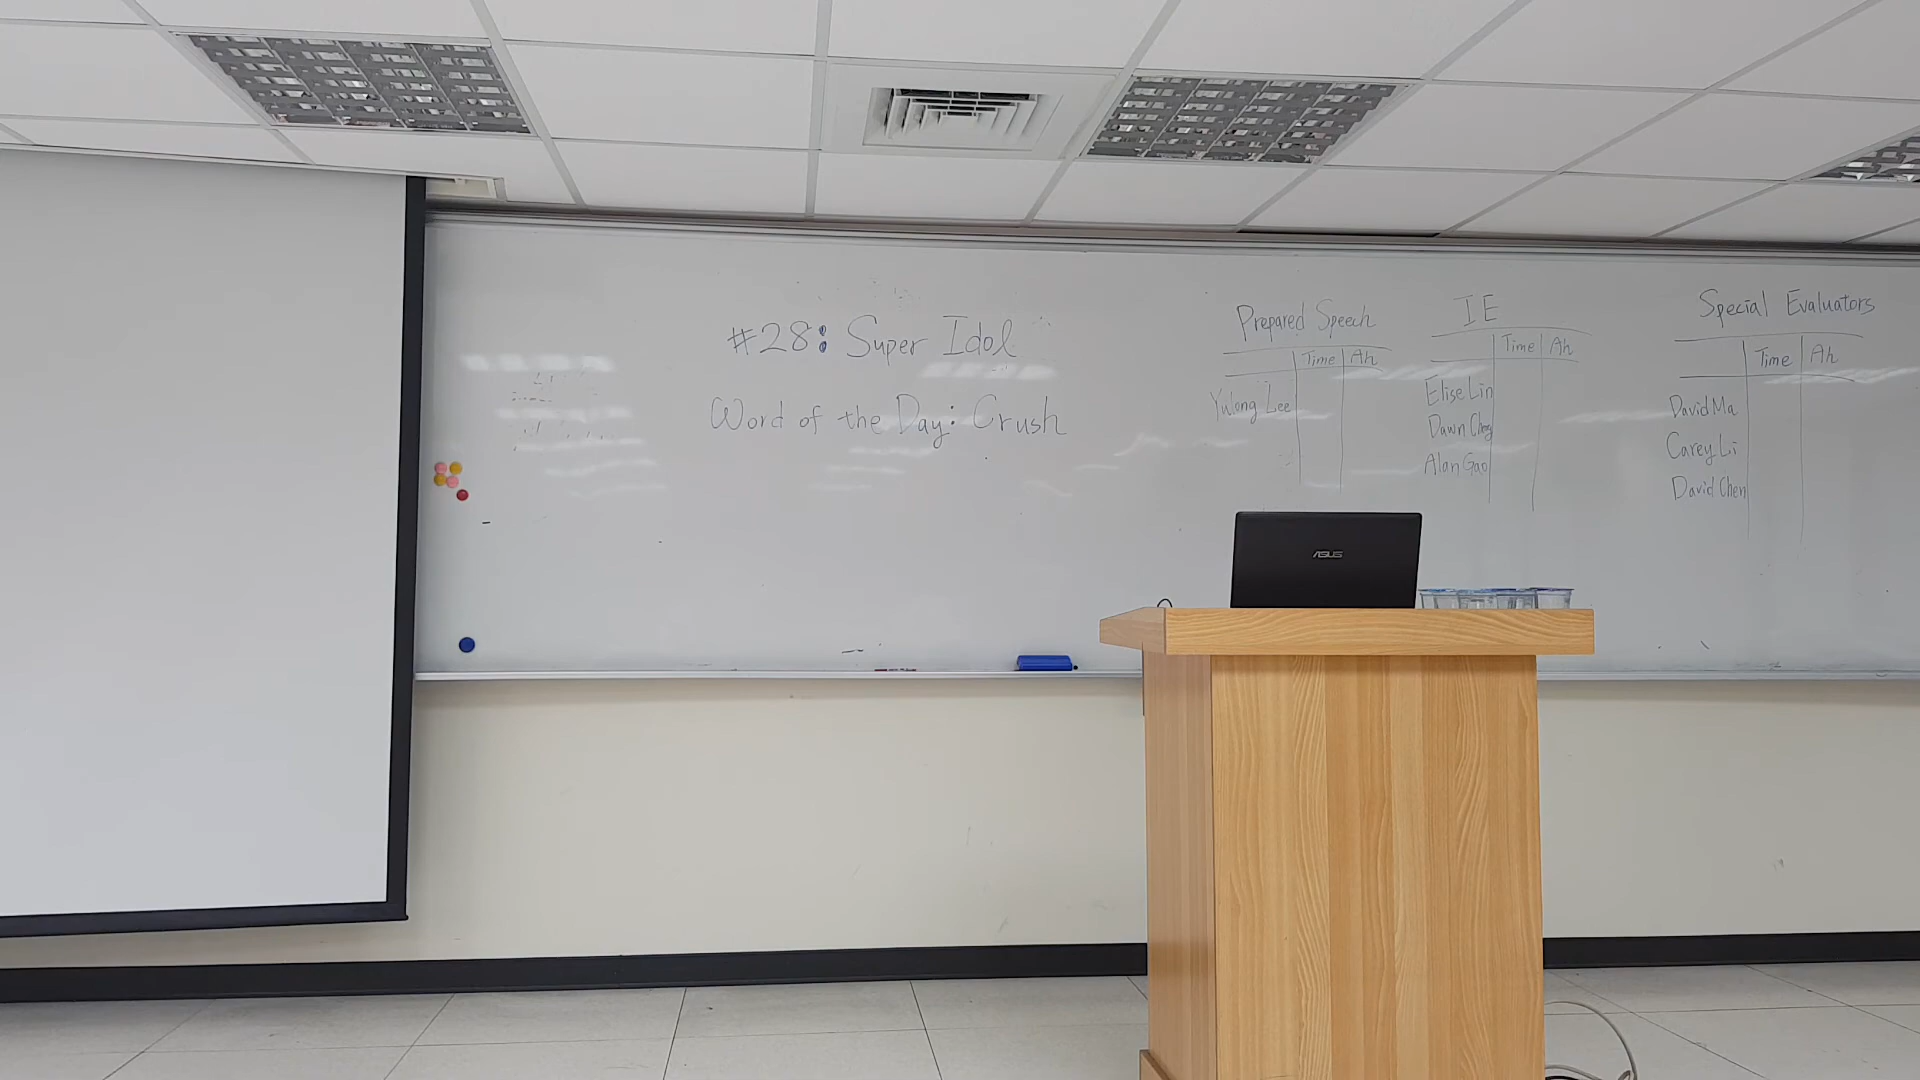 #28: Super Idol
Word of the Day: Crush
Prepared Speech
Time Ah
Yulong Lee
IE
Time Ah
Elise Lin
Dawn
Alan Gao
Special Evaluators
Time Ah
David Ma
Carey Li
David Chen
ASUS